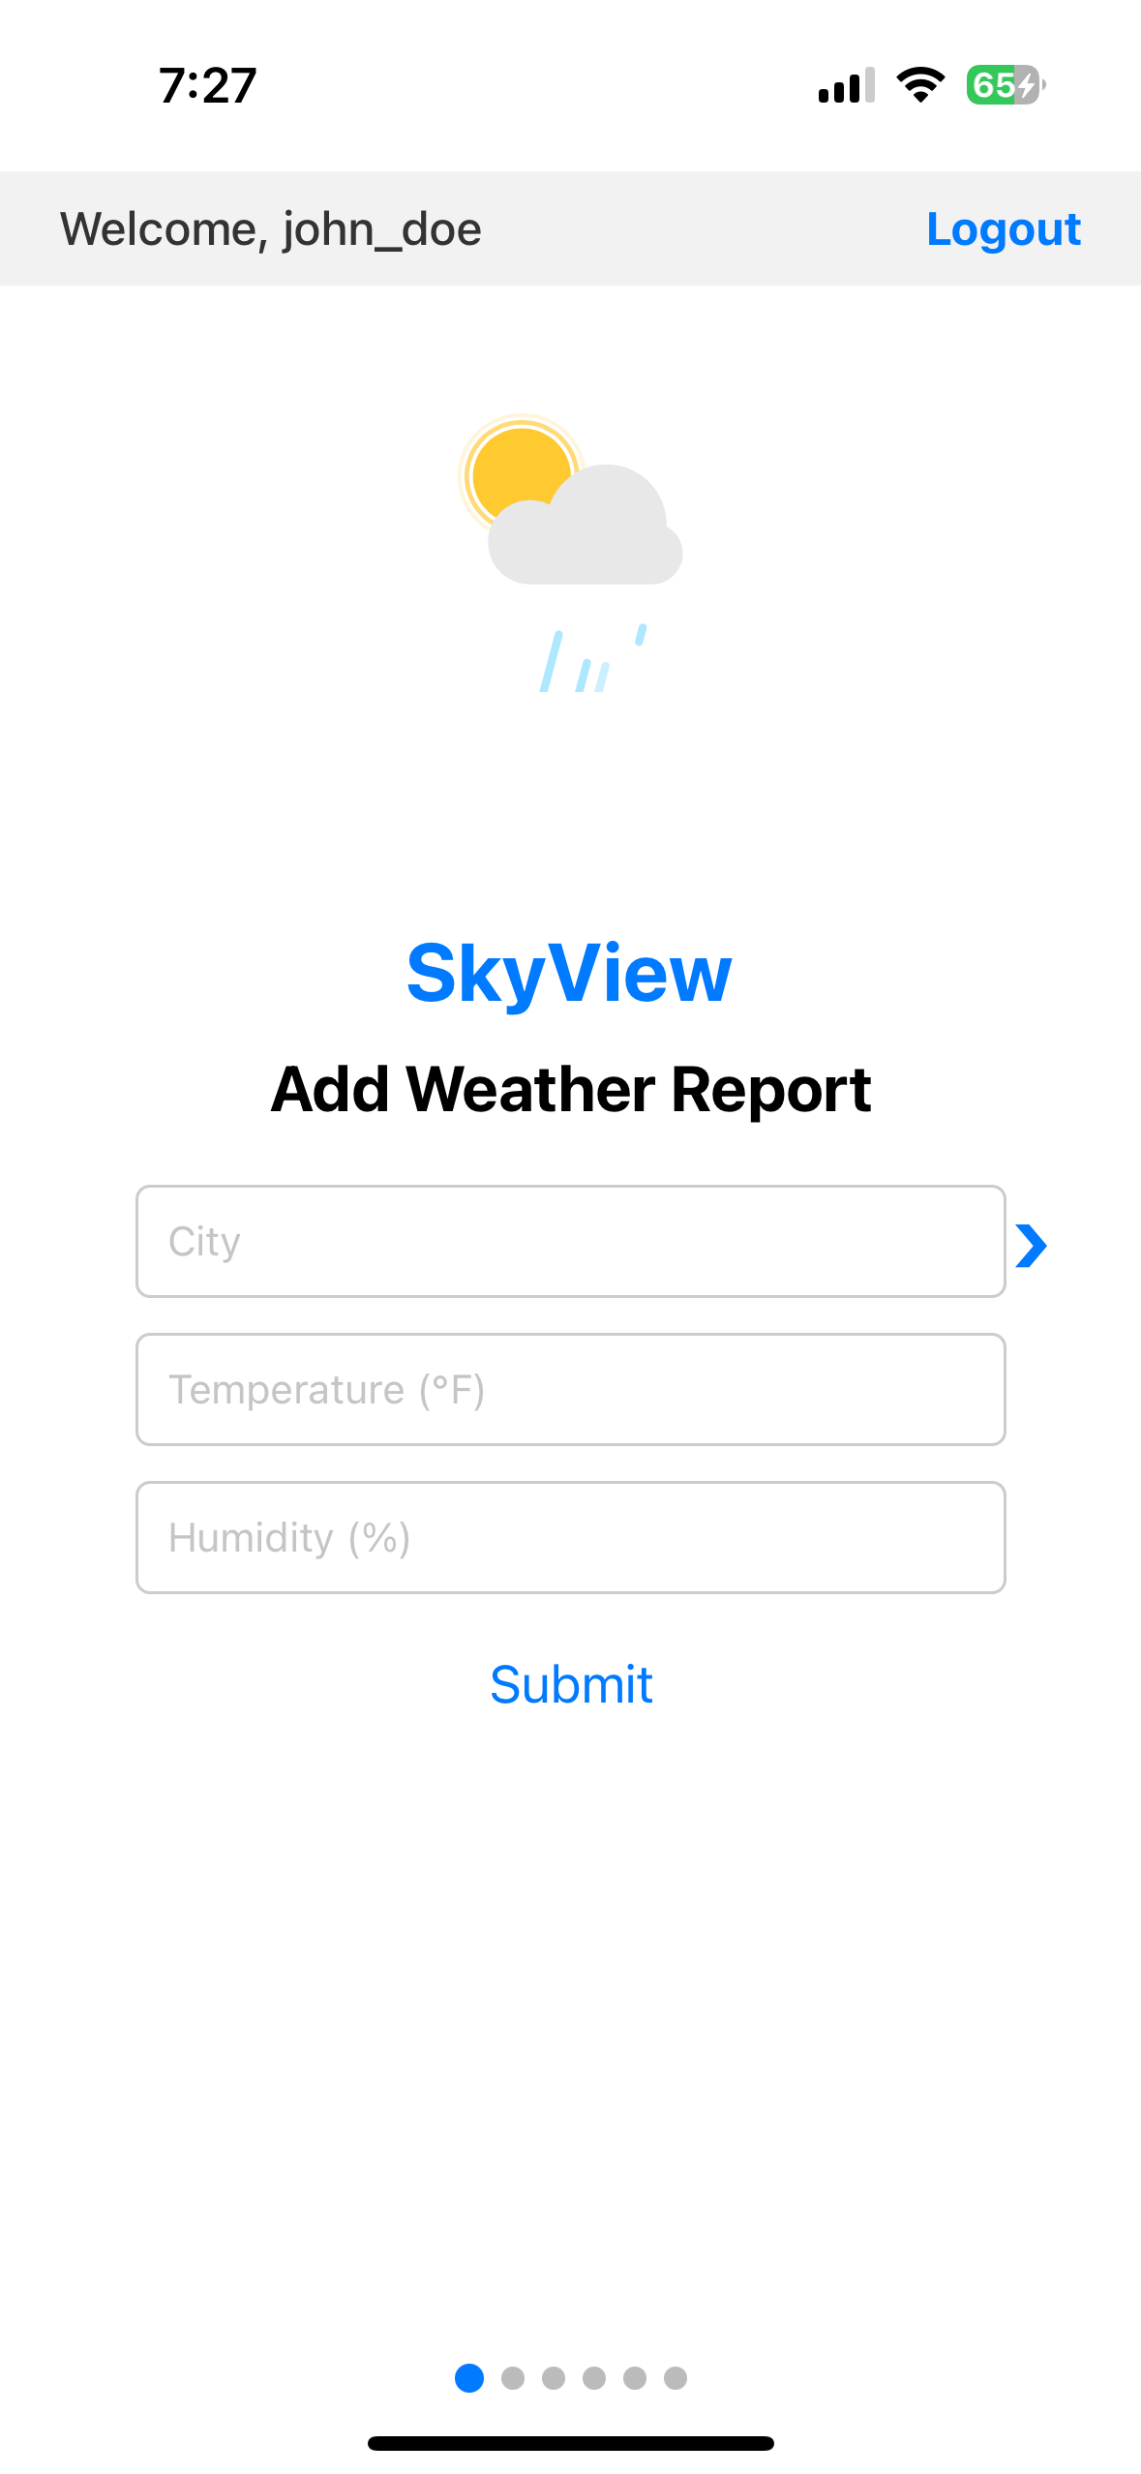 7:27
65
Welcome, john_doe
Logout
SkyView
Add Weather Report
City
Temperature (°F)
Humidity (%)
Submit